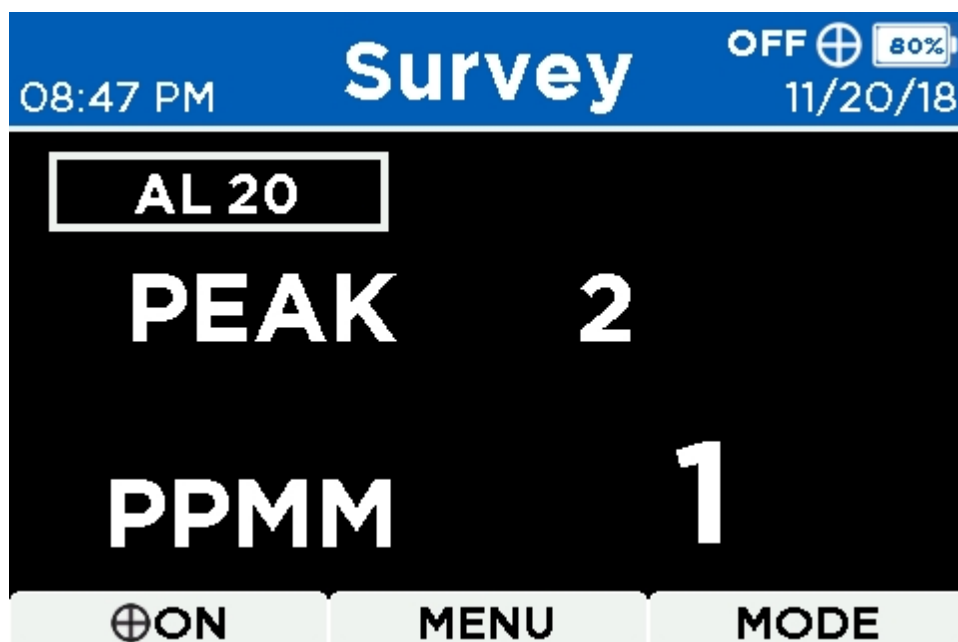 OFF ⊕ 80%
08:47 PM Survey 11/20/18
AL 20
PEAK 2
PPMM 1
⊕ON MENU MODE